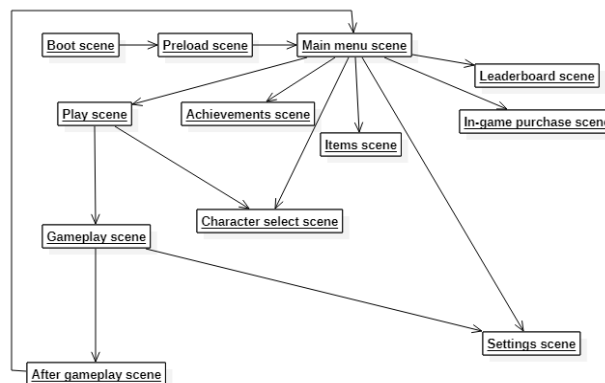 Boot scene
Preload scene
Main menu scene
Leaderboard scene
Play scene
Achievements scene
In-game purchase scene
Items scene
Character select scene
Gameplay scene
Settings scene
After gameplay scene